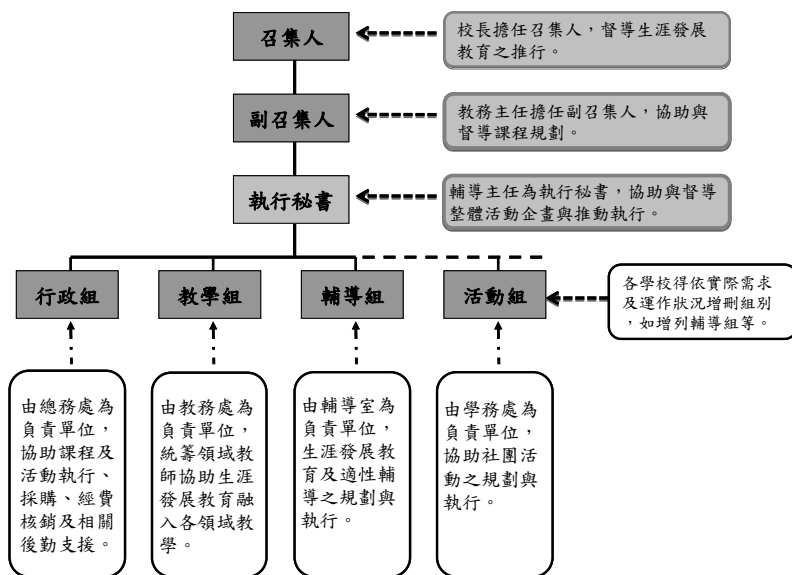 召集人
校長擔任召集人，督導生涯發展
教育之推行。
副召集人
教務主任擔任副召集人，協助與
督導課程規劃。
執行秘書
輔導主任為執行秘書，協助與督導
整體活動企畫與推動執行。
行政組
教學組
輔導組
活動組
各學校得依實際需求
及運作狀況增刪組別
，如增列輔導組等。
由總務處為
負責單位，
協助課程及
活動執行、
採購、經費
核銷及相關
後勤支援。
由教務處為
負責單位，
統籌領域教
師協助生涯
發展教育融
入各領域教
學。
由輔導室為
負責單位，
生涯發展教
育及適性輔
導之規劃與
執行。
由學務處為
負責單位，
協助社團活
動之規劃與
執行。